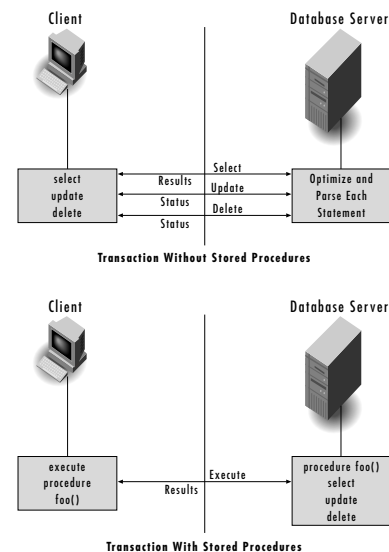 Client
Database Server
select
update
delete
Select
Results
Update
Status
Delete
Status
Optimize and
Parse Each
Statement
Transaction Without Stored Procedures
Client
Database Server
execute
procedure
foo()
Execute
Results
procedure foo()
select
update
delete
Transaction With Stored Procedures